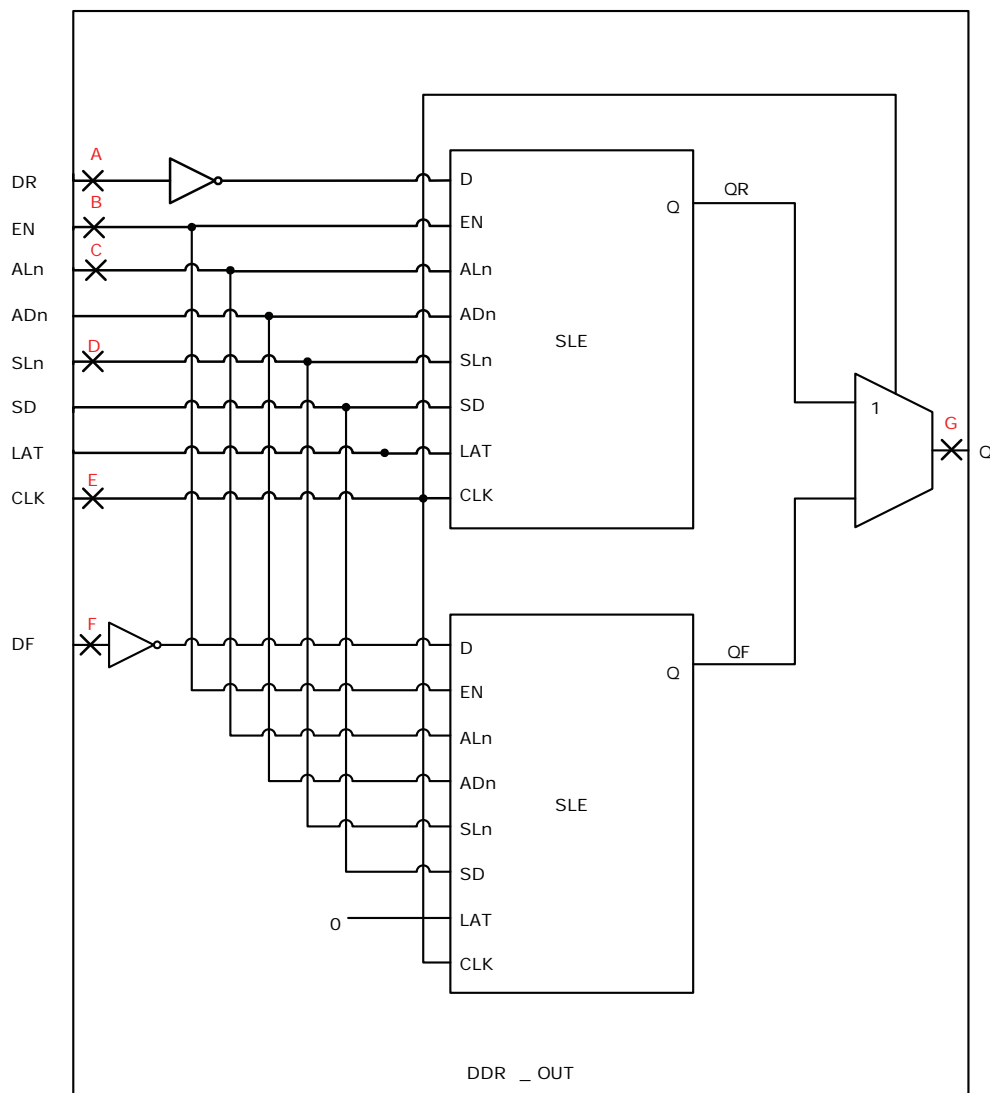 A
DR
B
EN
C
ALn
ADn
D
SLn
SD
LAT
E
CLK
D
EN
ALn
ADn
SLn
SD
LAT
CLK
SLE
Q
QR
1
G
Q
F
DF
D
EN
ALn
ADn
SLn
SD
0
LAT
CLK
SLE
Q
QF
DDR _ OUT